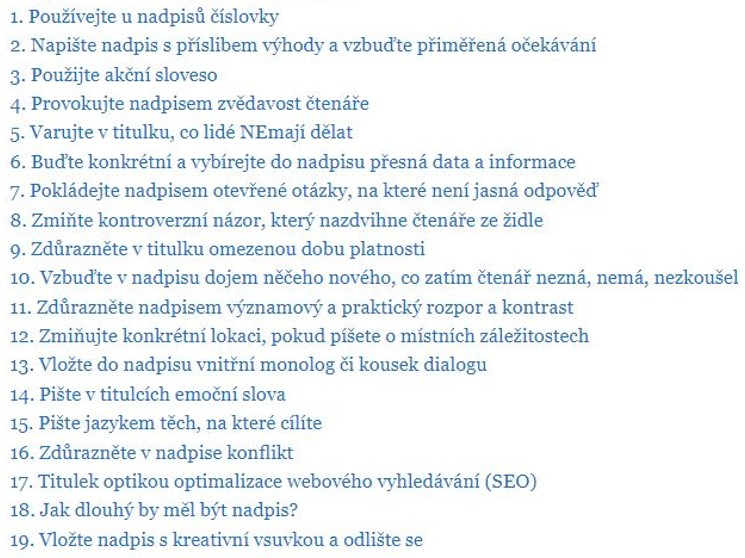 1. Používejte u nadpisů číslovky
2. Napište nadpis s příslibem výhody a vzbuďte přiměřená očekávání
3. Použijte akční sloveso
4. Provokujte nadpisem zvědavost čtenáře
5. Varujte v titulku, co lidé NEmají dělat
6. Buďte konkrétní a vybírejte do nadpisu přesná data a informace
7. Pokládejte nadpisem otevřené otázky, na které není jasná odpověď
8. Zmiňte kontroverzní názor, který nazdvihne čtenáře ze židle
9. Zdůrazněte v titulku omezenou dobu platnosti
10. Vzbuďte v nadpisu dojem něčeho nového, co zatím čtenář nezná, nemá, nezkoušel
11. Zdůrazněte nadpisem významový a praktický rozpor a kontrast
12. Zmiňujte konkrétní lokaci, pokud píšete o místních záležitostech
13. Vložte do nadpisu vnitřní monolog či kousek dialogu
14. Pište v titulcích emoční slova
15. Pište jazykem těch, na které cílíte
16. Zdůrazněte v nadpise konflikt
17. Titulek optikou optimalizace webového vyhledávání (SEO)
18. Jak dlouhý by měl být nadpis?
19. Vložte nadpis s kreativní vsuvkou a odlište se